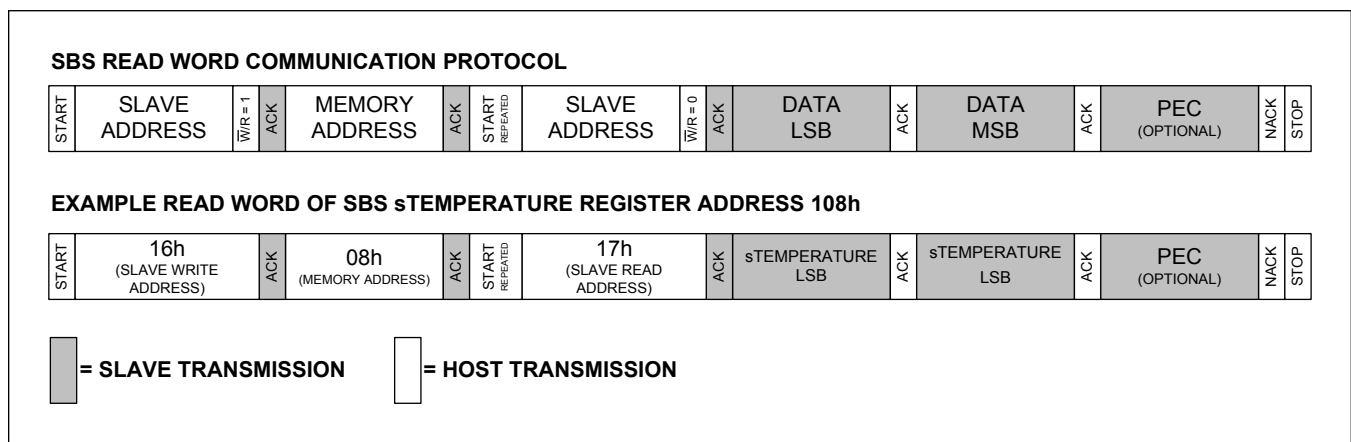 SBS READ WORD COMMUNICATION PROTOCOL
START
SLAVE
ADDRESS
W̅/R = 1
ACK
MEMORY
ADDRESS
ACK
START
REPEATED
SLAVE
ADDRESS
W̅/R = 0
ACK
DATA
LSB
ACK
DATA
MSB
ACK
PEC
(OPTIONAL)
NACK
STOP
EXAMPLE READ WORD OF SBS sTEMPERATURE REGISTER ADDRESS 108h
START
16h
(SLAVE WRITE
ADDRESS)
ACK
08h
(MEMORY ADDRESS)
ACK
START
REPEATED
17h
(SLAVE READ
ADDRESS)
ACK
sTEMPERATURE
LSB
ACK
sTEMPERATURE
LSB
ACK
PEC
(OPTIONAL)
NACK
STOP
= SLAVE TRANSMISSION
= HOST TRANSMISSION